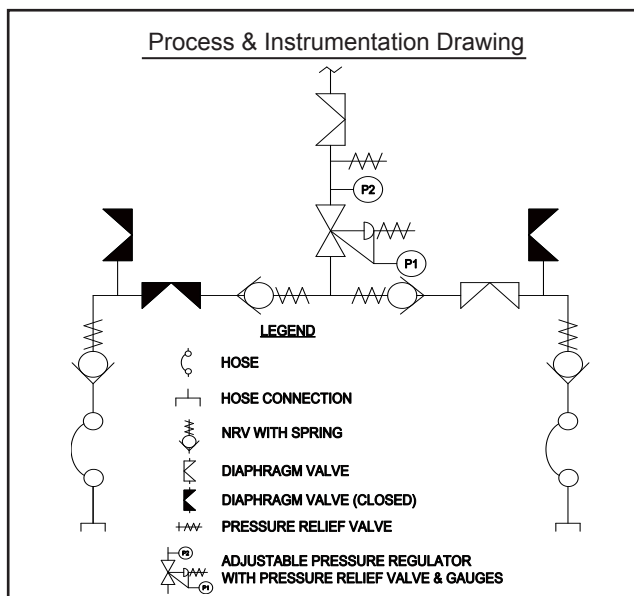 Process & Instrumentation Drawing
P2
P1
LEGEND
HOSE
HOSE CONNECTION
NRV WITH SPRING
DIAPHRAGM VALVE
DIAPHRAGM VALVE (CLOSED)
PRESSURE RELIEF VALVE
P2
P1
ADJUSTABLE PRESSURE REGULATOR
WITH PRESSURE RELIEF VALVE & GAUGES